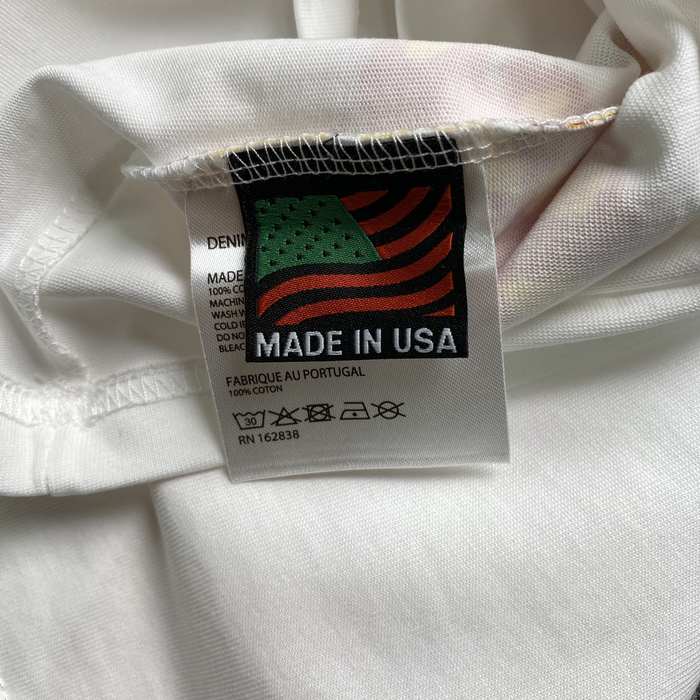 DENIM
MADE
100% CO
MACHIN
WASH W
COLD I
DO NO
BLEAC
MADE IN USA
FABRIQUE AU PORTUGAL
100% COTON
30
RN 162838